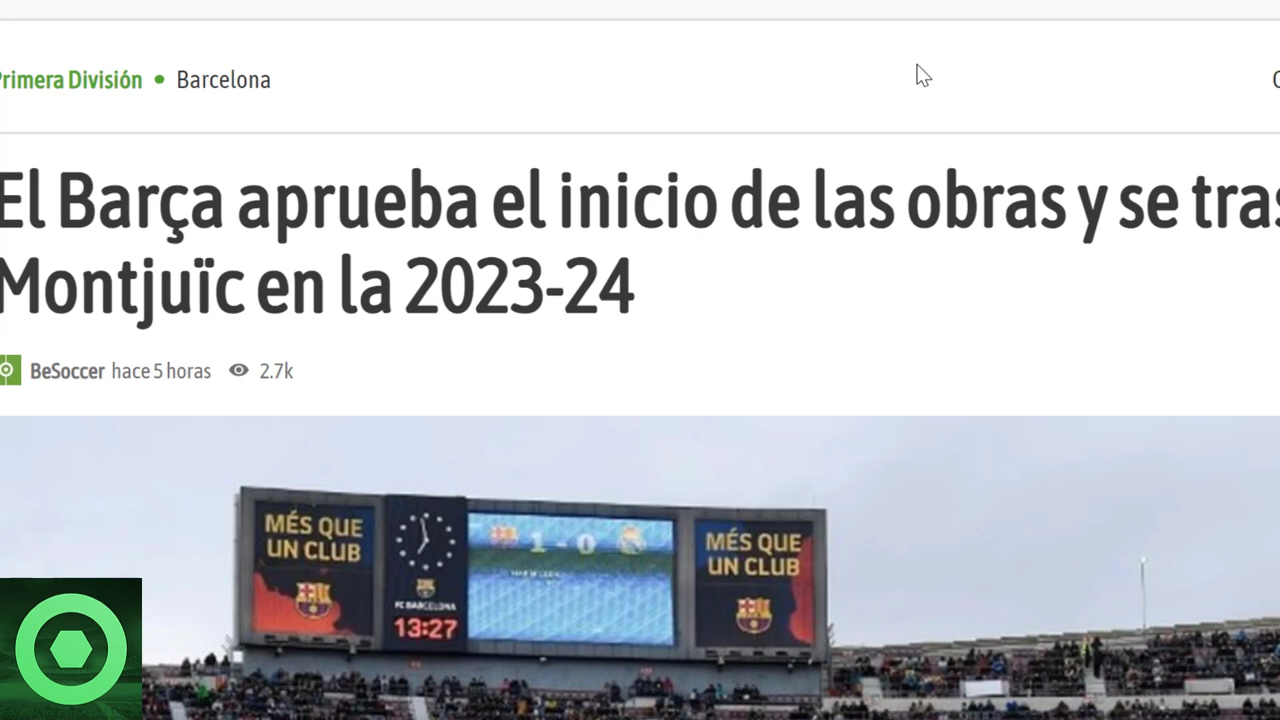 Primera División • Barcelona
El Barça aprueba el inicio de las obras y se tras
Montjuïc en la 2023-24
BeSoccer hace 5 horas 2.7k
MÉS QUE
UN CLUB
FC BARCELONA
13:27
1 - 0
MÉS QUE
UN CLUB